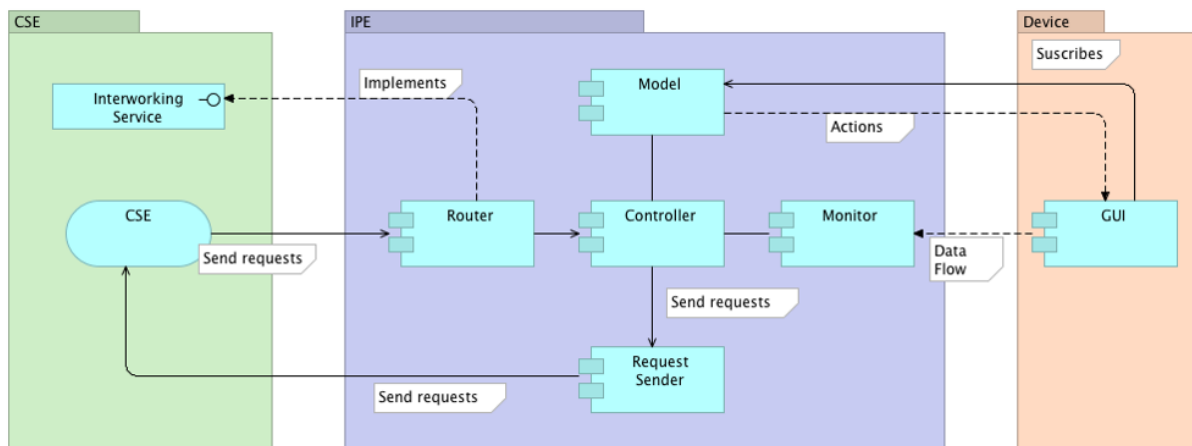 CSE
IPE
Device
Suscribes
Interworking
Service
Implements
Model
Actions
CSE
Router
Controller
Monitor
GUI
Send requests
Data
Flow
Send requests
Request
Sender
Send requests